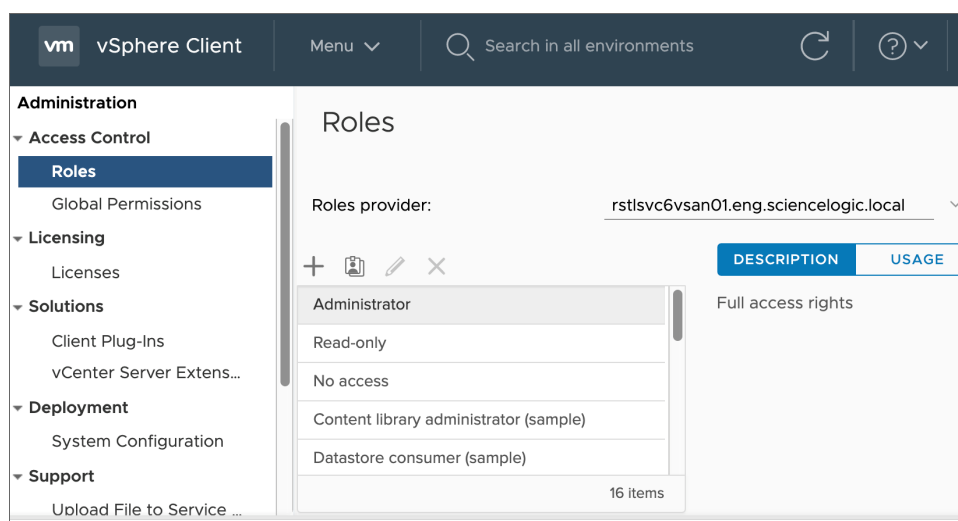 vm vSphere Client Menu Search in all environments ?
Administration
Access Control
Roles
Global Permissions
Licensing
Licenses
Solutions
Client Plug-Ins
vCenter Server Extens...
Deployment
System Configuration
Support
Upload File to Service ...
Roles
Roles provider: rstlsvc6vsan01.eng.sciencelogic.local
Administrator
Read-only
No access
Content library administrator (sample)
Datastore consumer (sample)
16 items
DESCRIPTION USAGE
Full access rights